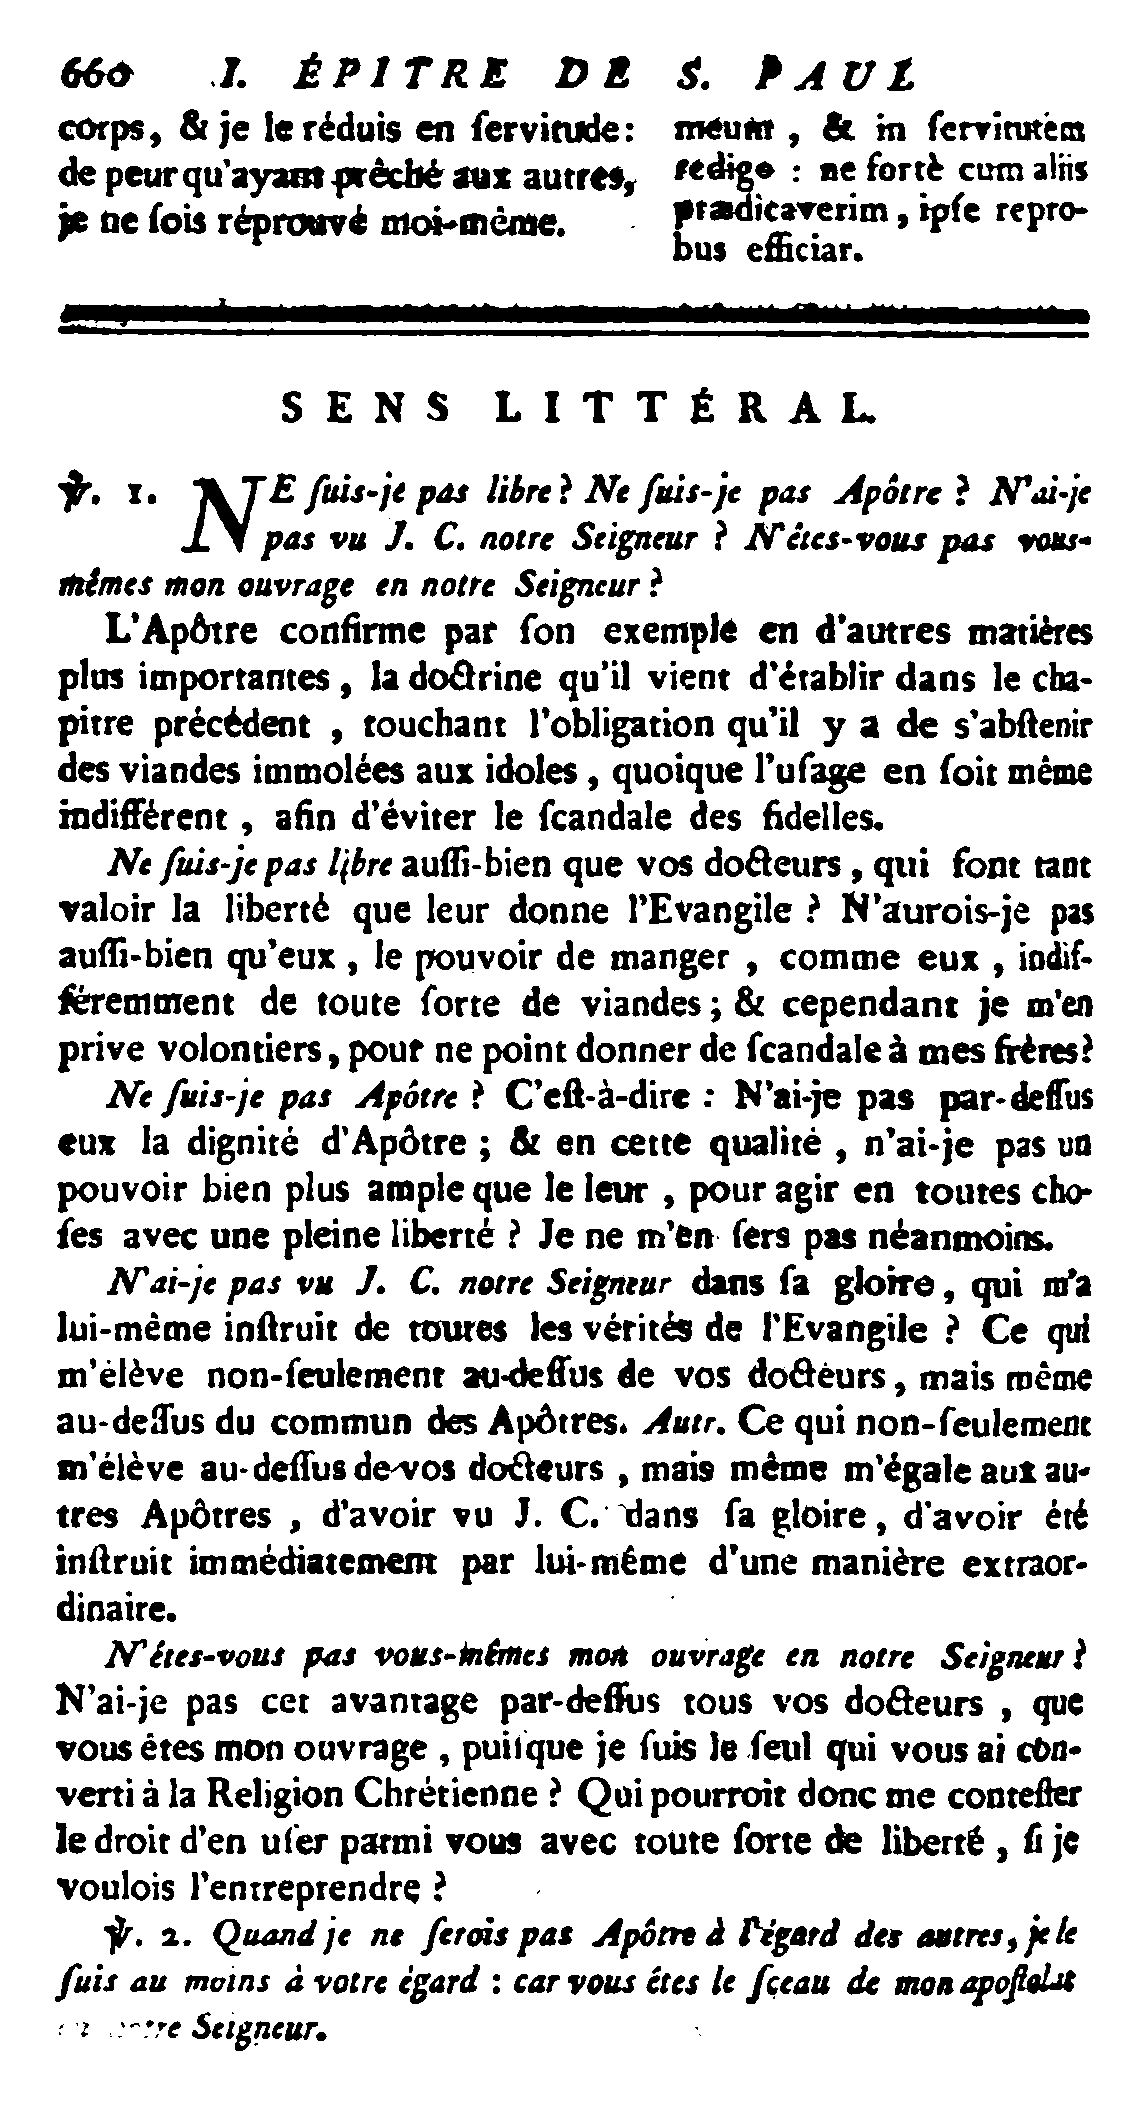 660 I. ÉPITRE DE S. PAUL
corps, & je le réduis en ſervitude:
de peur qu'ayant prêché aux autres,
je ne ſois réprouvé moi-même.
meum , & in ſervitutem
redigo : ne fortè cum aliis
prædicaverim , ipſe repro-
bus efficiar.
SENS LITTÉRAL.
℣. 1. NE ſuis-je pas libre ? Ne ſuis-je pas Apôtre ? N'ai-je
pas vu J. C. notre Seigneur ? N'êtes-vous pas vous-
mêmes mon ouvrage en notre Seigneur ?
L'Apôtre confirme par ſon exemple en d'autres matières
plus importantes , la doctrine qu'il vient d'établir dans le cha-
pitre précédent , touchant l'obligation qu'il y a de s'abſtenir
des viandes immolées aux idoles , quoique l'uſage en ſoit même
indifférent , afin d'éviter le ſcandale des fidelles.
Ne ſuis-je pas libre auſſi-bien que vos docteurs , qui font tant
valoir la liberté que leur donne l'Evangile ? N'aurois-je pas
auſſi-bien qu'eux , le pouvoir de manger , comme eux , indif-
féremment de toute ſorte de viandes ; & cependant je m'en
prive volontiers, pour ne point donner de ſcandale à mes frères?
Ne ſuis-je pas Apôtre ? C'eſt-à-dire : N'ai-je pas par-deſſus
eux la dignité d'Apôtre ; & en cette qualité , n'ai-je pas un
pouvoir bien plus ample que le leur , pour agir en toutes cho-
ſes avec une pleine liberté ? Je ne m'en ſers pas néanmoins.
N'ai-je pas vu J. C. notre Seigneur dans ſa gloire, qui m'a
lui-même inſtruit de toutes les vérités de l'Evangile ? Ce qui
m'élève non-ſeulement au-deſſus de vos docteurs, mais même
au-deſſus du commun des Apôtres. Autr. Ce qui non-ſeulement
m'élève au-deſſus de vos docteurs , mais même m'égale aux au-
tres Apôtres , d'avoir vu J. C. dans ſa gloire, d'avoir été
inſtruit immédiatement par lui-même d'une manière extraor-
dinaire.
N'êtes-vous pas vous-mêmes mon ouvrage en notre Seigneur ?
N'ai-je pas cet avantage par-deſſus tous vos docteurs , que
vous êtes mon ouvrage , puiſque je ſuis le ſeul qui vous ai con-
verti à la Religion Chrétienne ? Qui pourroit donc me conteſter
le droit d'en uſer parmi vous avec toute ſorte de liberté , ſi je
voulois l'entreprendre ?
℣. 2. Quand je ne ſerois pas Apôtre à l'égard des autres, je le
ſuis au moins à votre égard : car vous êtes le ſceau de mon apoſtolat
Seigneur.